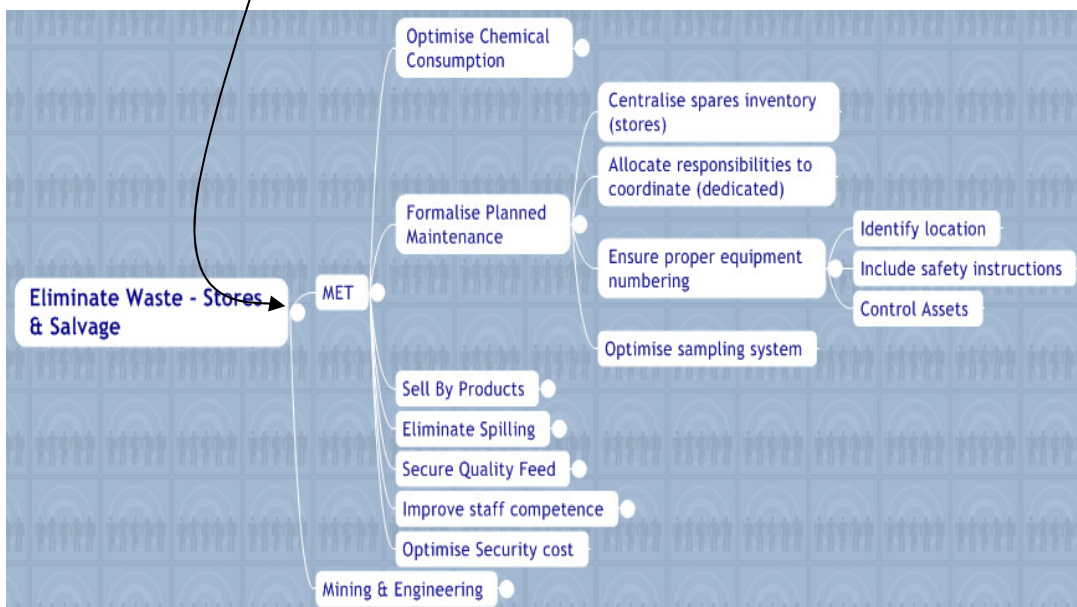 Optimise Chemical
Consumption
Centralise spares inventory
(stores)
Allocate responsibilities to
coordinate (dedicated)
Formalise Planned
Maintenance
Ensure proper equipment
numbering
Identify location
Include safety instructions
Control Assets
Optimise sampling system
Eliminate Waste - Stores
& Salvage
MET
Sell By Products
Eliminate Spilling
Secure Quality Feed
Improve staff competence
Optimise Security cost
Mining & Engineering